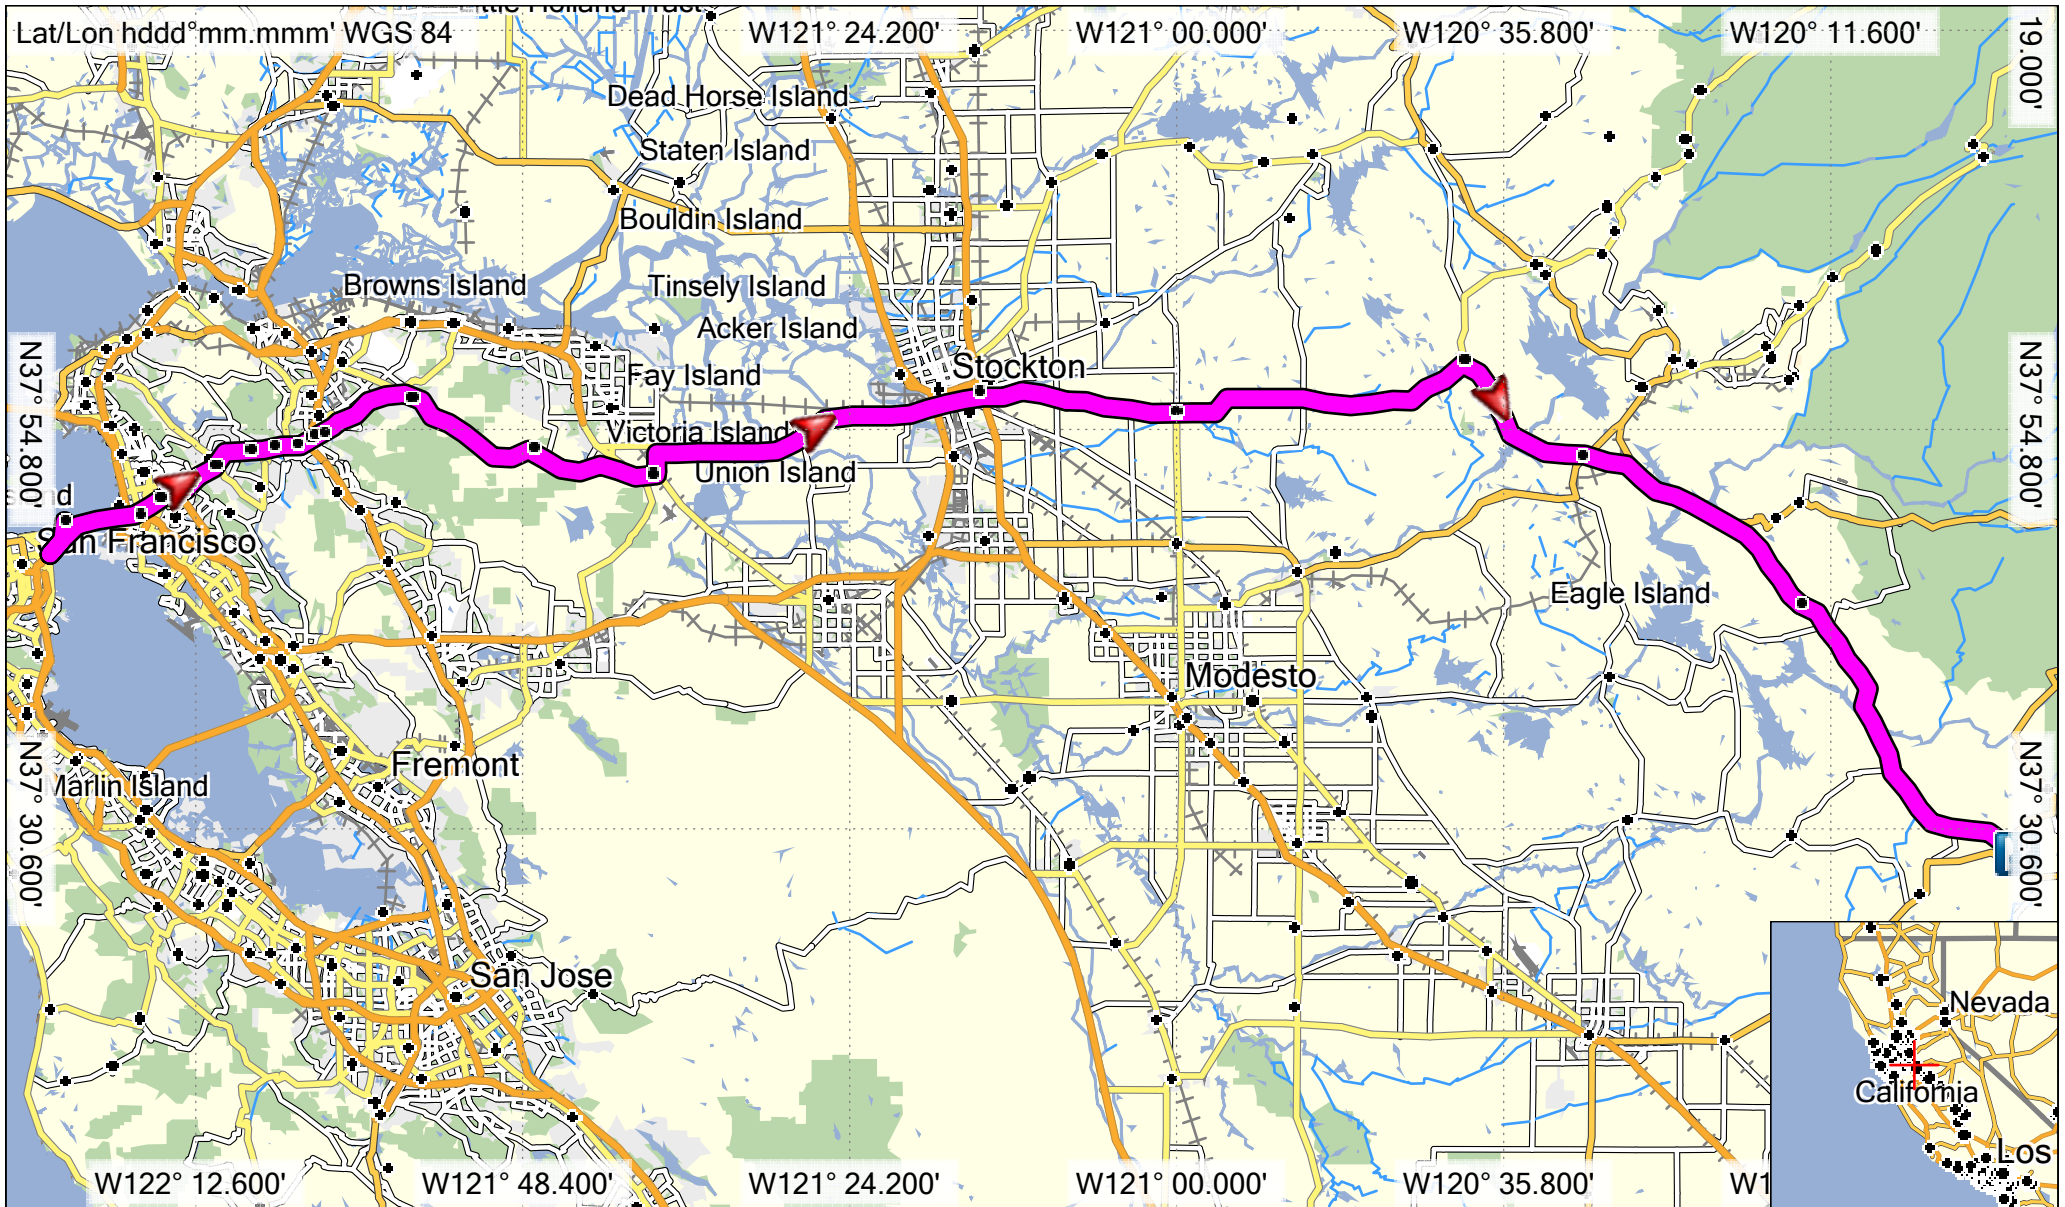 Little Holland Tract
Lat/Lon hddd°mm.mmm' WGS 84
W121° 24.200'
W121° 00.000'
W120° 35.800'
W120° 11.600'
19.000'
Dead Horse Island
Staten Island
Bouldin Island
Browns Island
Tinsely Island
Acker Island
Stockton
Fay Island
N37° 54.800'
N37° 54.800'
Victoria Island
Union Island
San Francisco
Eagle Island
Modesto
Fremont
Marlin Island
N37° 30.600'
N37° 30.600'
San Jose
Nevada
California
Los
W122° 12.600'
W121° 48.400'
W121° 24.200'
W121° 00.000'
W120° 35.800'
W1